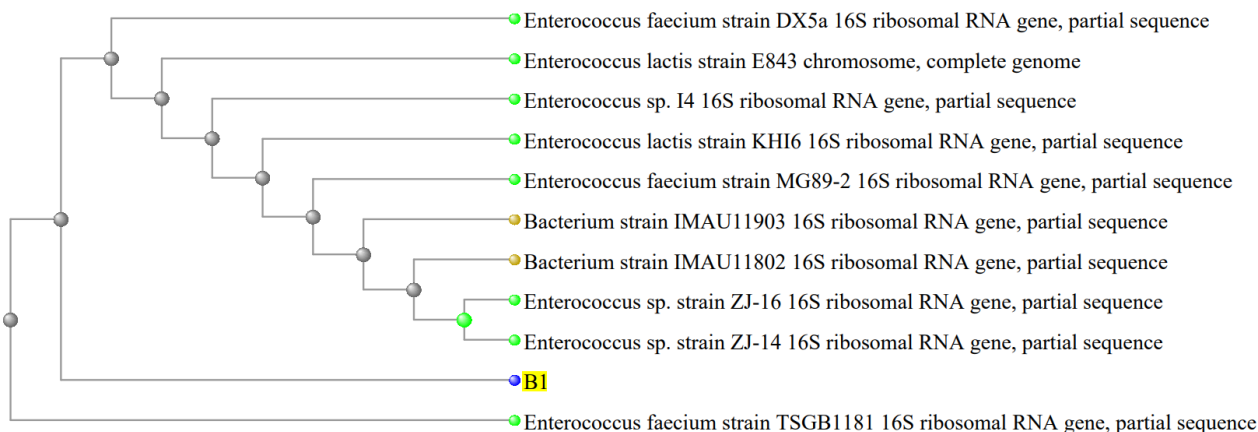 Enterococcus faecium strain DX5a 16S ribosomal RNA gene, partial sequence
Enterococcus lactis strain E843 chromosome, complete genome
Enterococcus sp. I4 16S ribosomal RNA gene, partial sequence
Enterococcus lactis strain KHI6 16S ribosomal RNA gene, partial sequence
Enterococcus faecium strain MG89-2 16S ribosomal RNA gene, partial sequence
Bacterium strain IMAU11903 16S ribosomal RNA gene, partial sequence
Bacterium strain IMAU11802 16S ribosomal RNA gene, partial sequence
Enterococcus sp. strain ZJ-16 16S ribosomal RNA gene, partial sequence
Enterococcus sp. strain ZJ-14 16S ribosomal RNA gene, partial sequence
B1
Enterococcus faecium strain TSGB1181 16S ribosomal RNA gene, partial sequence